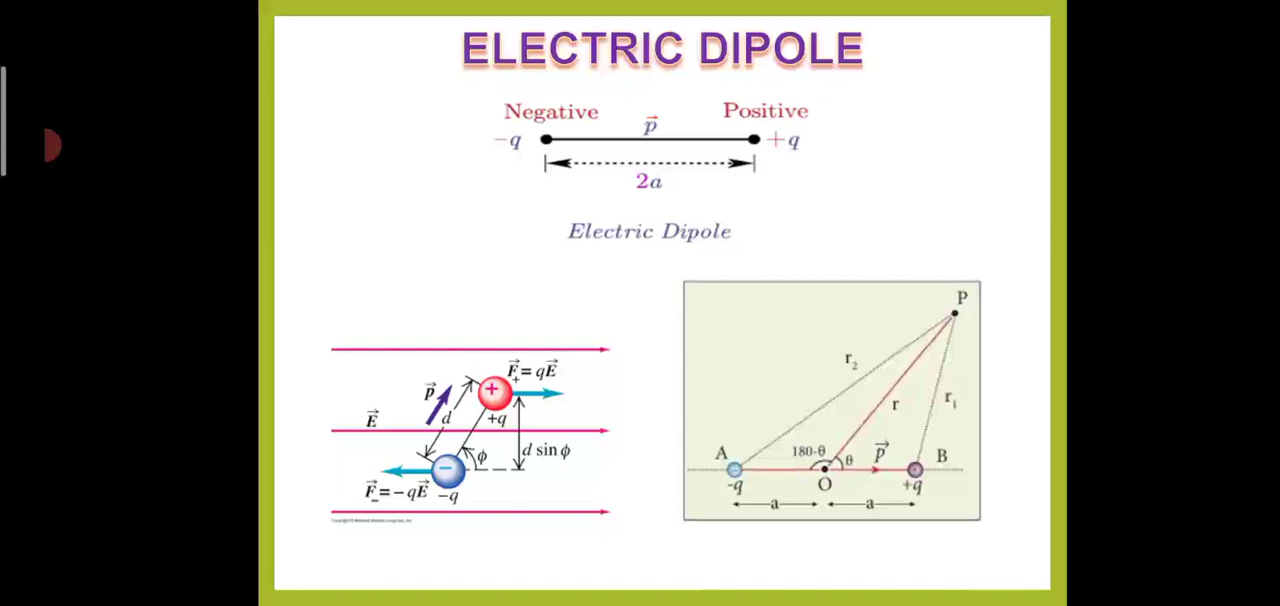 ELECTRIC DIPOLE
Negative
Positive
−q
p⃗
+q
2a
Electric Dipole
F⃗₊ = qE⃗
p⃗
d
+q
E⃗
ϕ
d sin ϕ
F⃗₋ = −qE⃗
−q
P
r₂
r
r₁
A
180-θ
θ
p⃗
B
-q
O
+q
a
a